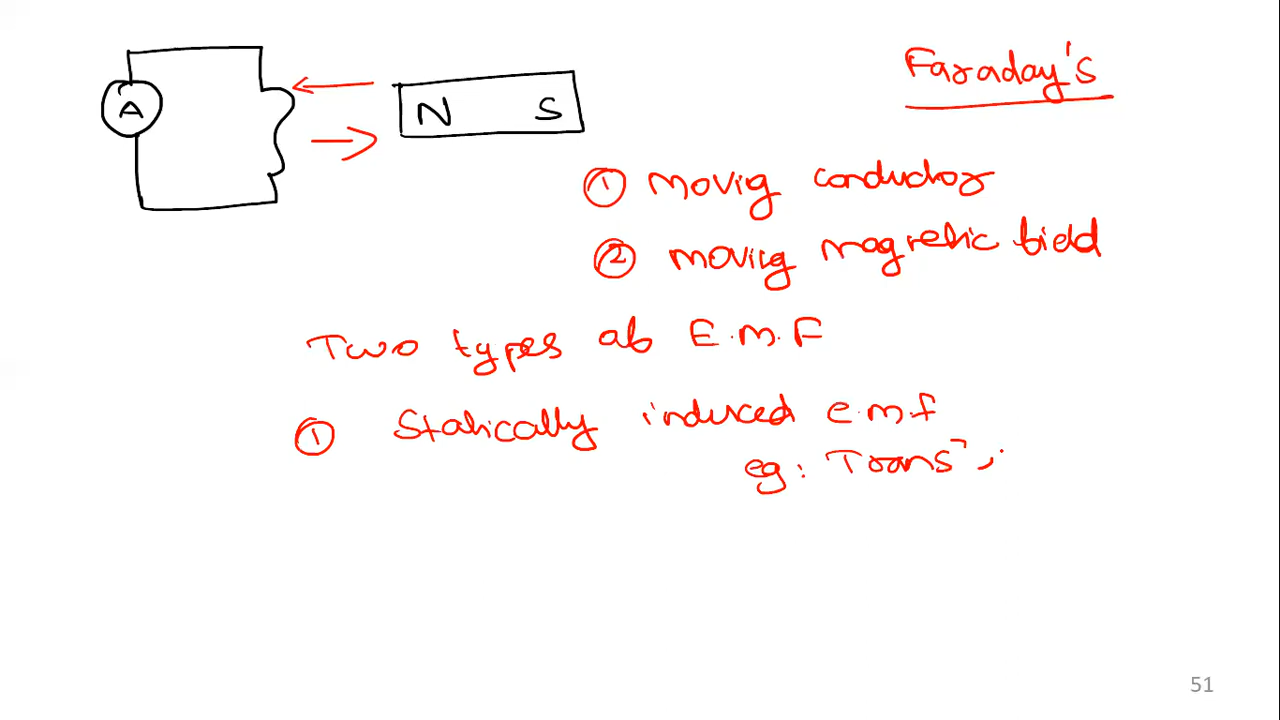 Faraday's
A
N S
① Moving conductor
② moving magnetic field
Two types of E.M.F
① Statically induced e.m.f
eg: Trans
51